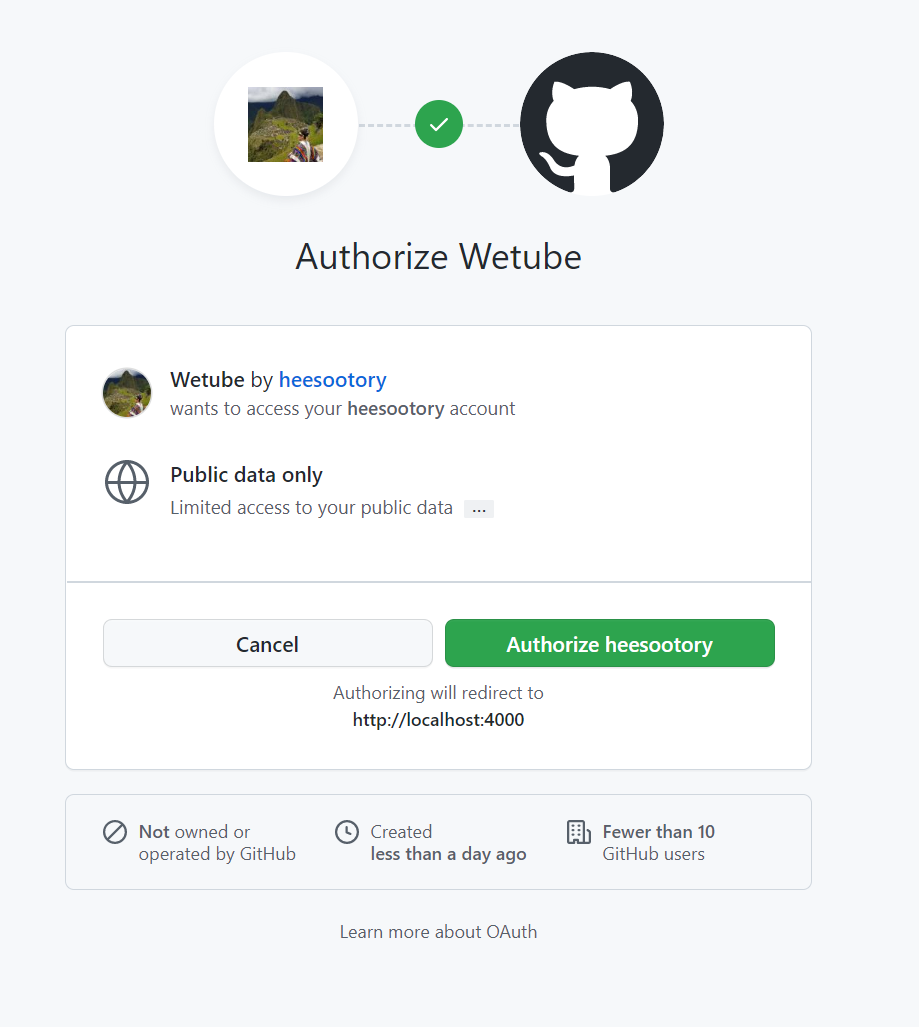 Authorize Wetube
Wetube by heesootory
wants to access your heesootory account
Public data only
Limited access to your public data ...
Cancel
Authorize heesootory
Authorizing will redirect to
http://localhost:4000
Not owned or
operated by GitHub
Created
less than a day ago
Fewer than 10
GitHub users
Learn more about OAuth